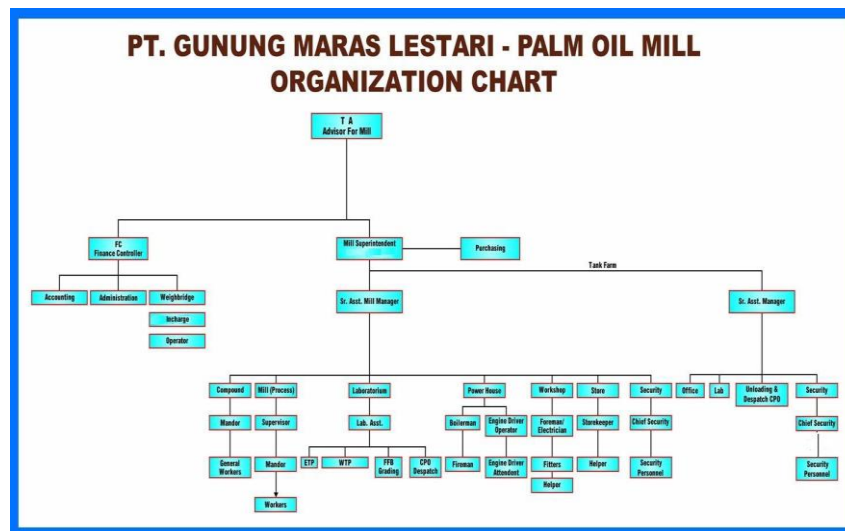 PT. GUNUNG MARAS LESTARI - PALM OIL MILL
ORGANIZATION CHART
T A
Advisor For Mill
FC
Finance Controller
Mill Superintendent
Purchasing
Tank Farm
Accounting
Administration
Weighbridge
Sr. Asst. Mill Manager
Sr. Asst. Manager
Incharge
Operator
Compound
Mill (Process)
Laboratorium
Power House
Workshop
Store
Security
Office
Lab
Unloading &
Despatch CPO
Security
Mandor
Supervisor
Lab. Asst.
Boilerman
Engine Driver
Operator
Foreman/
Electrician
Storekeeper
Chief Security
Chief Security
General
Workers
Mandor
ETP
WTP
FFB
Grading
CPO
Despatch
Fireman
Engine Driver
Attendent
Fitters
Helper
Security
Personnel
Security
Personnel
Helper
Workers